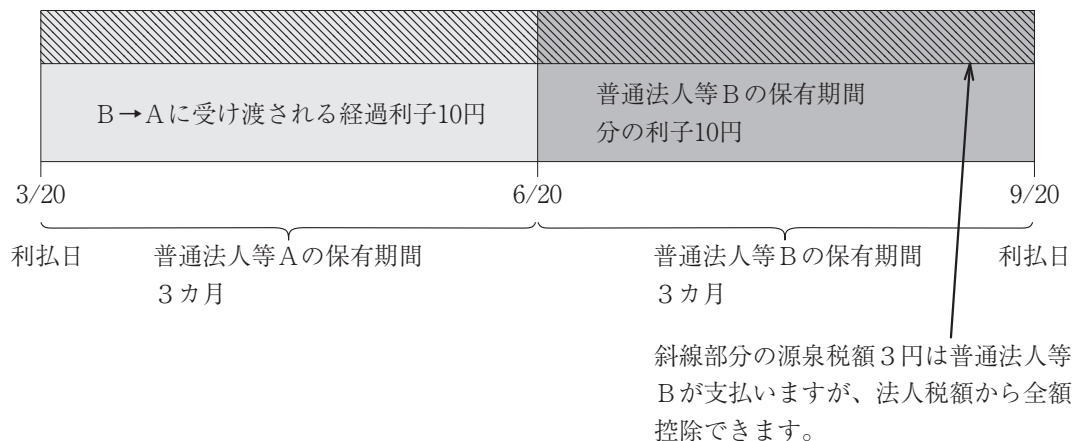 B→Aに受け渡される経過利子10円
普通法人等Bの保有期間
分の利子10円
3/20
6/20
9/20
利払日
普通法人等Aの保有期間
3カ月
普通法人等Bの保有期間
3カ月
利払日
斜線部分の源泉税額3円は普通法人等
Bが支払いますが、法人税額から全額
控除できます。